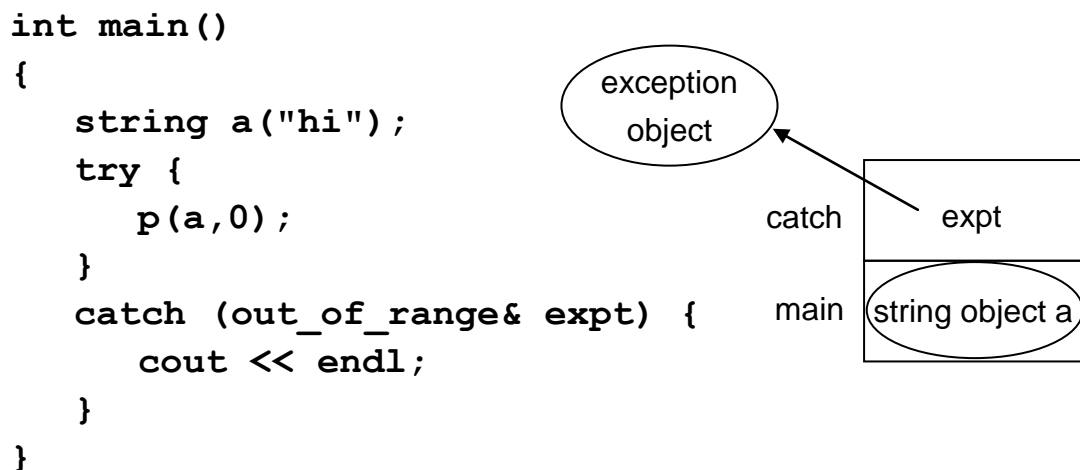 int main()
{
string a("hi");
try {
p(a,0);
}
catch (out_of_range& expt) {
cout << endl;
}
}
exception
object
catch
expt
main
string object a